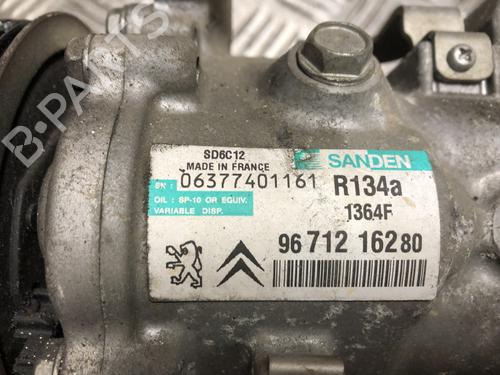 SD6C12
MADE IN FRANCE
SANDEN
SN : 06377401161
R134a
OIL : SP-10 OR EQUIV.
VARIABLE DISP.
1364F
96 712 162 80
B-PARTS